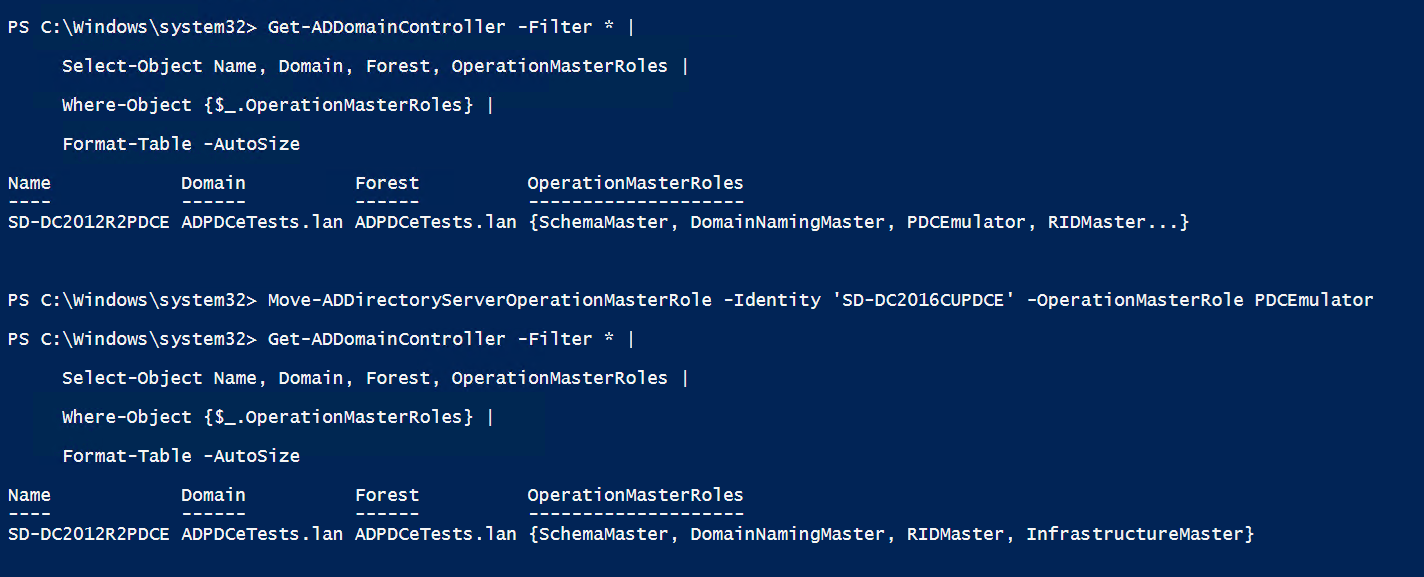 PS C:\Windows\system32> Get-ADDomainController -Filter * |
Select-Object Name, Domain, Forest, OperationMasterRoles |
Where-Object {$_.OperationMasterRoles} |
Format-Table -AutoSize
Name Domain Forest OperationMasterRoles
---- ------ ------ --------------------
SD-DC2012R2PDCE ADPDCeTests.lan ADPDCeTests.lan {SchemaMaster, DomainNamingMaster, PDCEmulator, RIDMaster...}
PS C:\Windows\system32> Move-ADDirectoryServerOperationMasterRole -Identity 'SD-DC2016CUPDCE' -OperationMasterRole PDCEmulator
PS C:\Windows\system32> Get-ADDomainController -Filter * |
Select-Object Name, Domain, Forest, OperationMasterRoles |
Where-Object {$_.OperationMasterRoles} |
Format-Table -AutoSize
Name Domain Forest OperationMasterRoles
---- ------ ------ --------------------
SD-DC2012R2PDCE ADPDCeTests.lan ADPDCeTests.lan {SchemaMaster, DomainNamingMaster, RIDMaster, InfrastructureMaster}